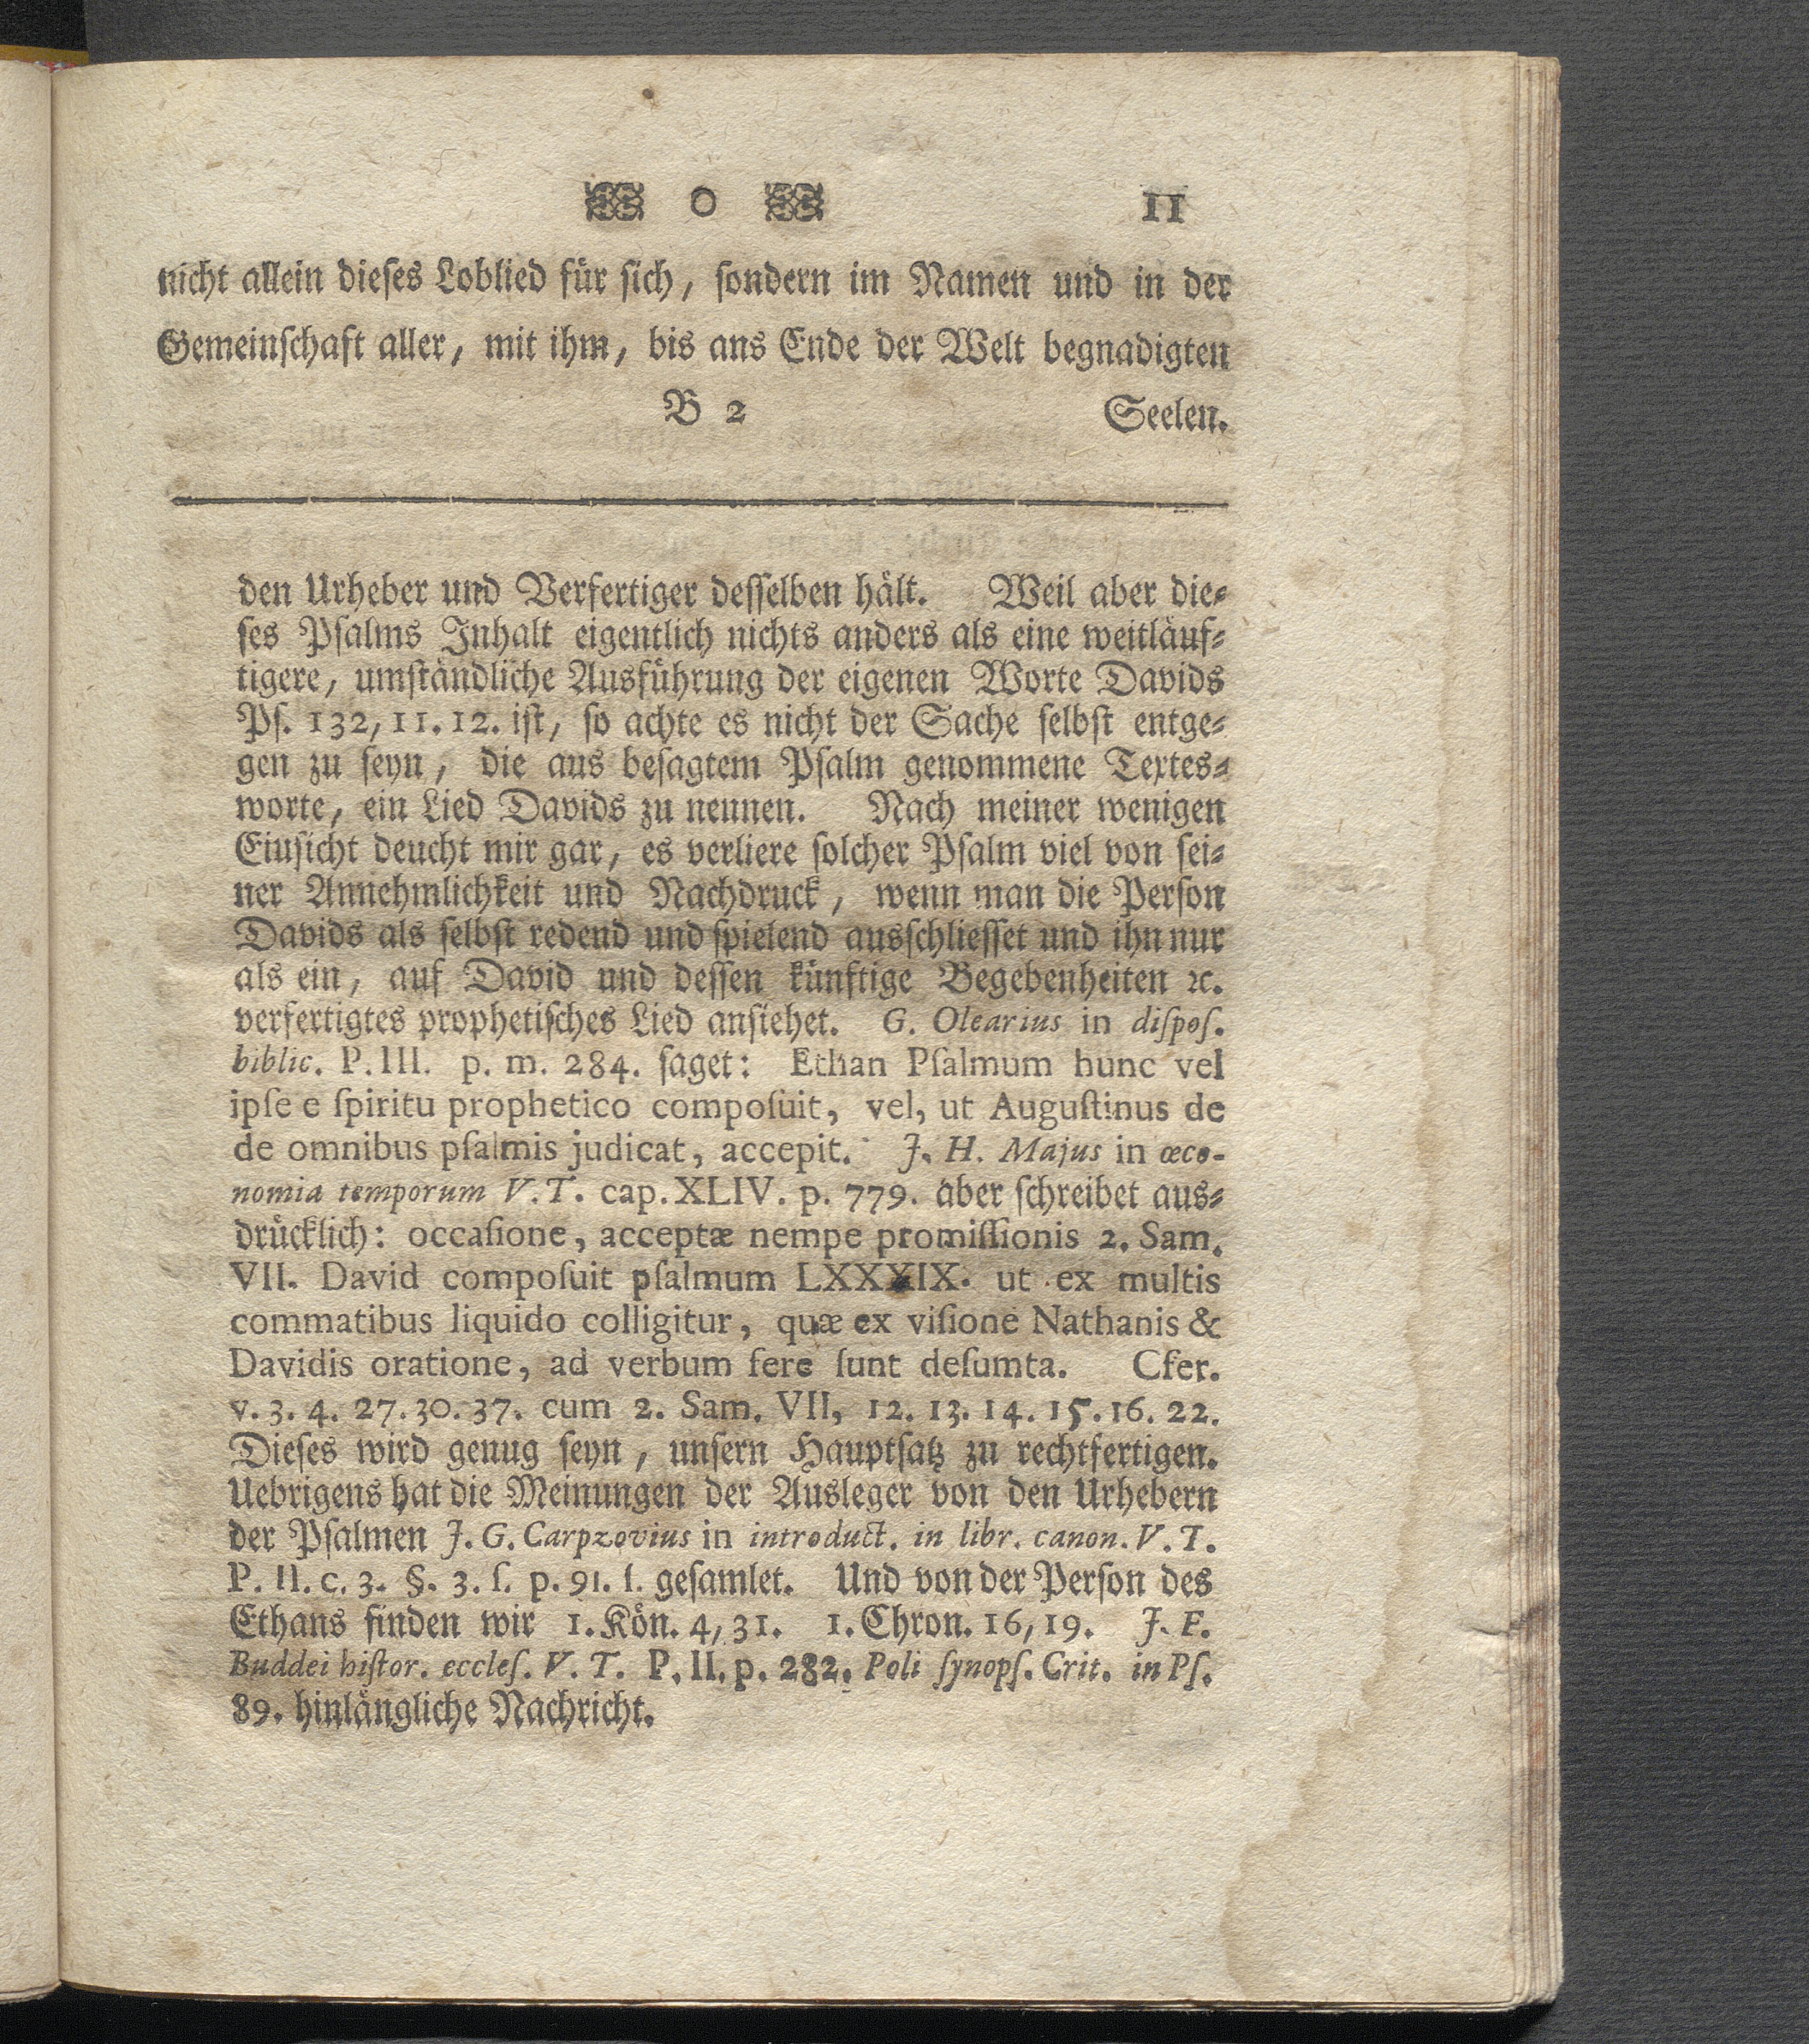 0 11
nicht allein dieses Loblied für sich, sondern im Namen und in der
Gemeinschaft aller, mit ihm, bis ans Ende der Welt begnadigten
B 2 Seelen.
den Urheber und Verfertiger desselben hält. Weil aber die-
ses Psalms Inhalt eigentlich nichts anders als eine weitläuf-
tigere, umständliche Ausführung der eigenen Worte Davids
Ps. 132, 11. 12. ist, so achte es nicht der Sache selbst entge-
gen zu seyn, die aus besagtem Psalm genommene Textes-
worte, ein Lied Davids zu nennen. Nach meiner wenigen
Einsicht deucht mir gar, es verliere solcher Psalm viel von sei-
ner Annehmlichkeit und Nachdruck, wenn man die Person
Davids als selbst redend und spielend ausschliesset und ihn nur
als ein, auf David und dessen künftige Begebenheiten ꝛc.
verfertigtes prophetisches Lied ansiehet. G. Olearius in diſpoſ.
biblic. P. III. p. m. 284. saget: Ethan Pſalmum hunc vel
ipſe e ſpiritu prophetico compoſuit, vel, ut Auguſtinus de
de omnibus pſalmis judicat, accepit. J. H. Majus in œco-
nomia temporum V. T. cap. XLIV. p. 779. aber schreibet aus-
drücklich: occaſione, acceptæ nempe promiſſionis 2. Sam.
VII. David compoſuit pſalmum LXXXIX. ut ex multis
commatibus liquido colligitur, quæ ex viſione Nathanis &
Davidis oratione, ad verbum fere ſunt deſumta. Cfer.
v. 3. 4. 27. 30. 37. cum 2. Sam. VII, 12. 13. 14. 15. 16. 22.
Dieses wird genug seyn, unsern Hauptsatz zu rechtfertigen.
Uebrigens hat die Meinungen der Ausleger von den Urhebern
der Psalmen J. G. Carpzovius in introduct. in libr. canon. V. T.
P. II. c. 3. §. 3. ſ. p. 91. ſ. gesamlet. Und von der Person des
Ethans finden wir 1. Kön. 4, 31. 1. Chron. 16, 19. J. F.
Buddei hiſtor. eccleſ. V. T. P. II. p. 282. Poli ſynopſ. Crit. in Pſ.
89. hinlängliche Nachricht.